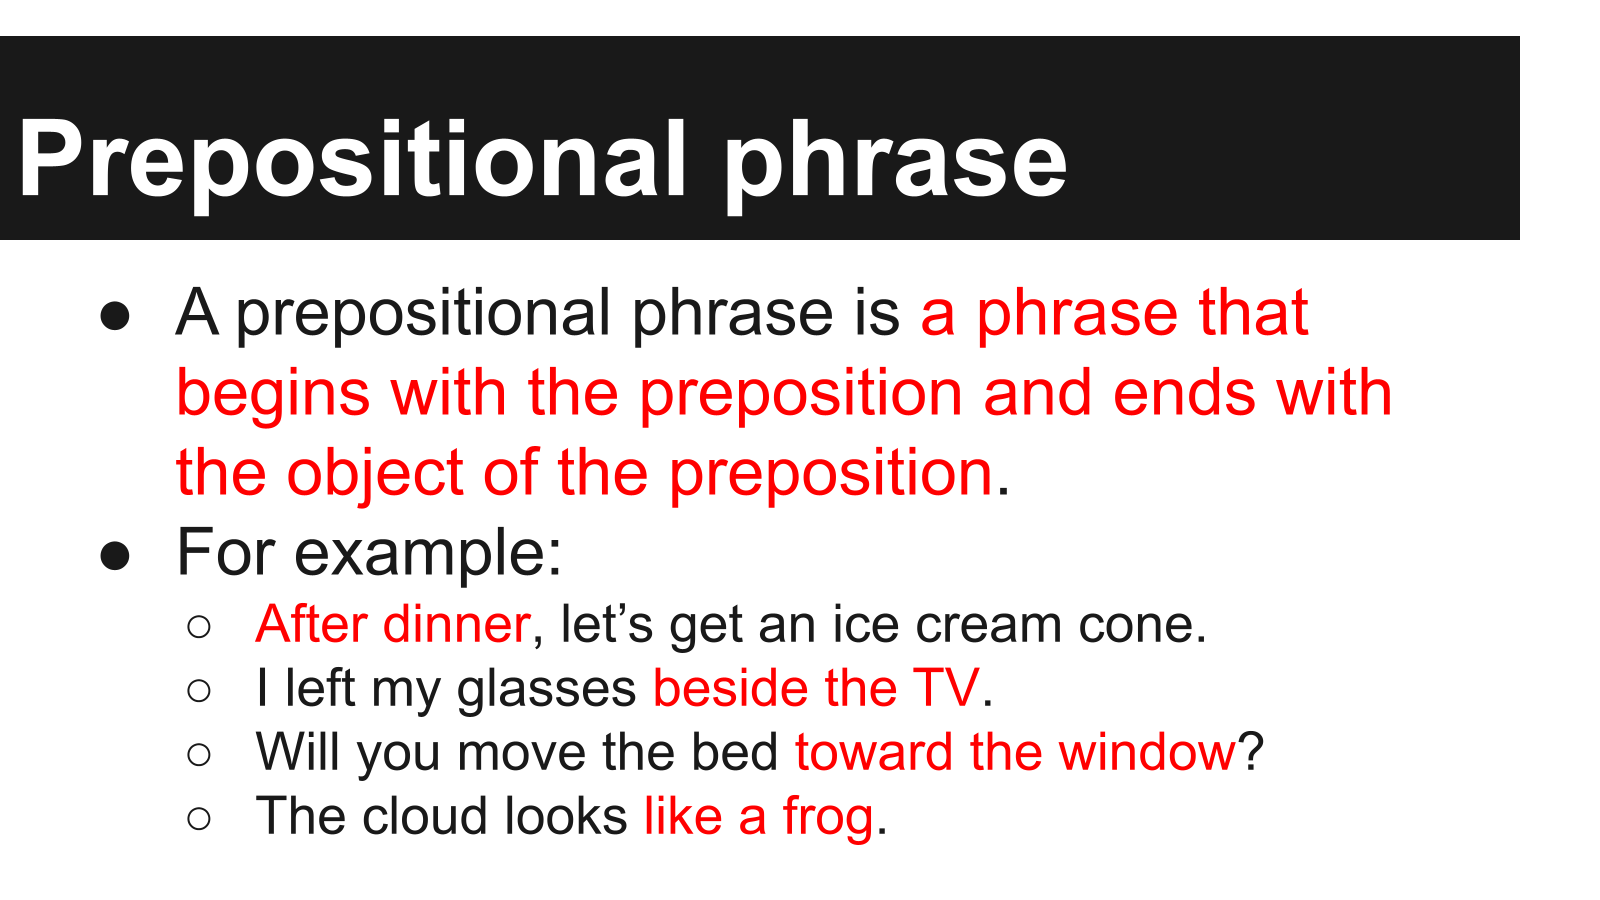 Prepositional phrase
● A prepositional phrase is a phrase that
begins with the preposition and ends with
the object of the preposition.
● For example:
○ After dinner, let’s get an ice cream cone.
○ I left my glasses beside the TV.
○ Will you move the bed toward the window?
○ The cloud looks like a frog.